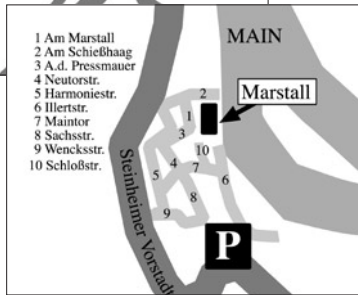 1 Am Marstall
2 Am Schießhaag
3 A.d. Pressmauer
4 Neutorstr.
5 Harmoniestr.
6 Illertstr.
7 Maintor
8 Sachsstr.
9 Wencksstr.
10 Schloßstr.
MAIN
Marstall
2
1
3
10
4
7
5
6
8
9
Steinheimer Vorstadt
P